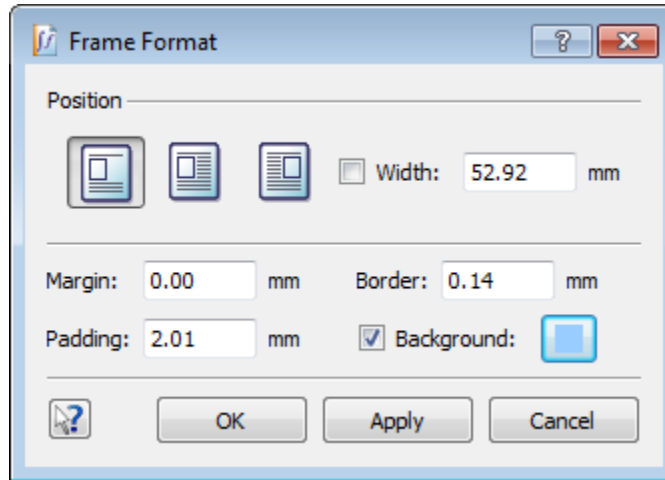 Frame Format
Position
Width: 52.92 mm
Margin: 0.00 mm Border: 0.14 mm
Padding: 2.01 mm Background:
OK Apply Cancel